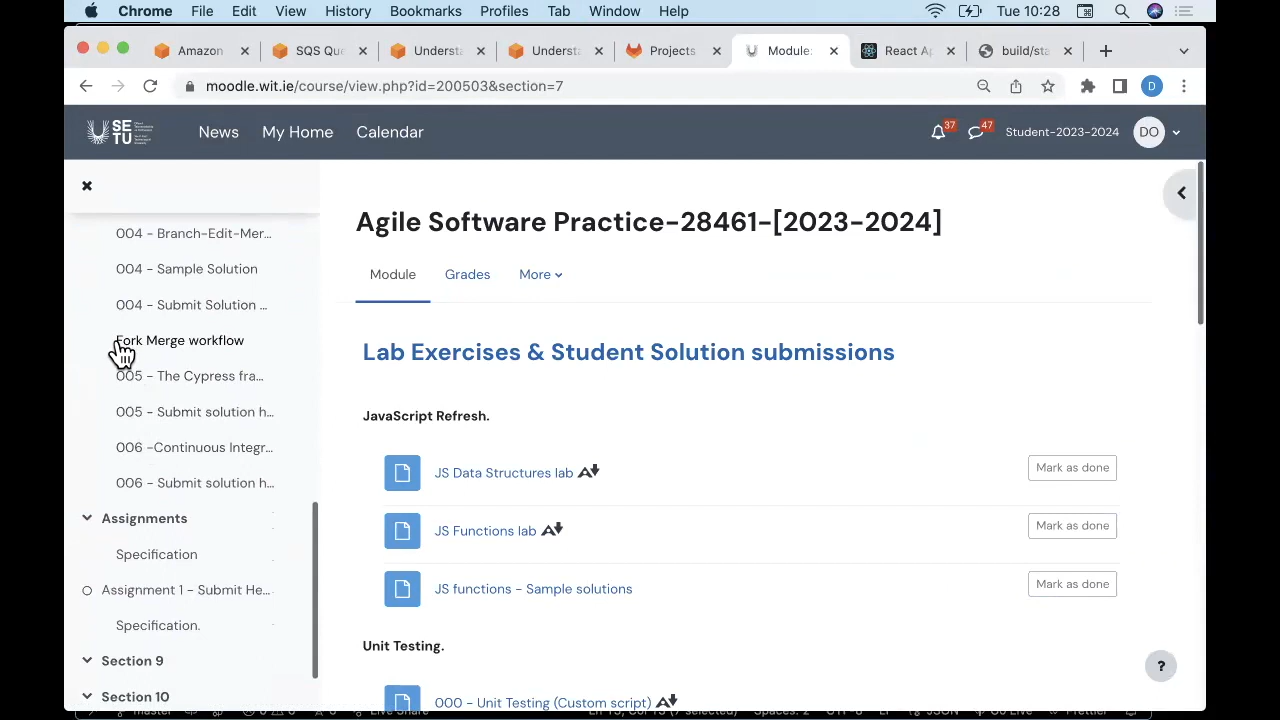 Chrome File Edit View History Bookmarks Profiles Tab Window Help Tue 10:28
Amazon SQS Que Underst Underst Projects Module: React Ap build/sta
moodle.wit.ie/course/view.php?id=200503&section=7 D
SE TU News My Home Calendar 37 47 Student-2023-2024 DO
004 - Branch-Edit-Mer...
004 - Sample Solution
004 - Submit Solution ...
Fork Merge workflow
005 - The Cypress fra...
005 - Submit solution h...
006 -Continuous Integr...
006 - Submit solution h...
Assignments
Specification
Assignment 1 - Submit He...
Specification.
Section 9
Section 10
Agile Software Practice-28461-[2023-2024]
Module Grades More
Lab Exercises & Student Solution submissions
JavaScript Refresh.
JS Data Structures lab Mark as done
JS Functions lab Mark as done
JS functions - Sample solutions Mark as done
Unit Testing.
000 - Unit Testing (Custom script)
?